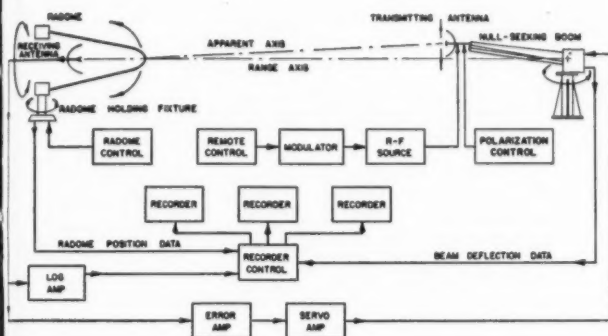 RADOME
TRANSMITTING ANTENNA
NULL-SEEKING BOOM
RECEIVING
ANTENNA
APPARENT AXIS
RANGE AXIS
RADOME HOLDING FIXTURE
RADOME
CONTROL
REMOTE
CONTROL
MODULATOR
R-F
SOURCE
POLARIZATION
CONTROL
RECORDER
RECORDER
RECORDER
RADOME POSITION DATA
RECORDER
CONTROL
BEAM DEFLECTION DATA
LOG
AMP
ERROR
AMP
SERVO
AMP